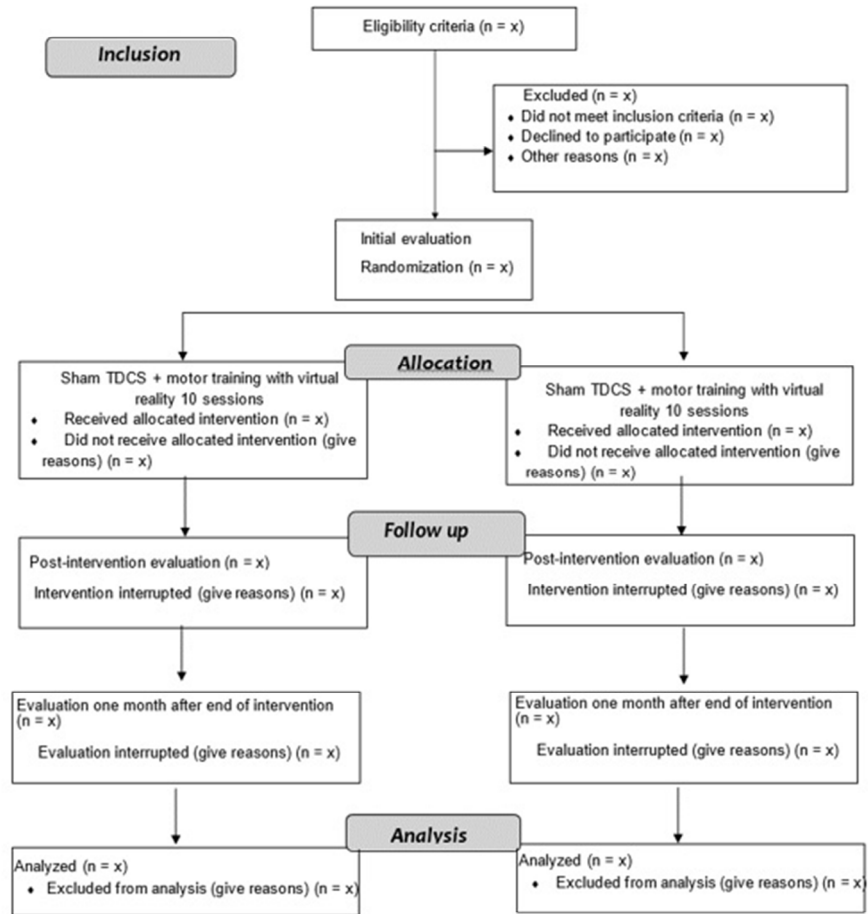 Eligibility criteria (n = x)
Inclusion
Excluded (n = x)
♦ Did not meet inclusion criteria (n = x)
♦ Declined to participate (n = x)
♦ Other reasons (n = x)
Initial evaluation
Randomization (n = x)
Allocation
Sham TDCS + motor training with virtual
reality 10 sessions
♦ Received allocated intervention (n = x)
♦ Did not receive allocated intervention (give
reasons) (n = x)
Sham TDCS + motor training with virtual
reality 10 sessions
♦ Received allocated intervention (n = x)
♦ Did not receive allocated intervention (give
reasons) (n = x)
Follow up
Post-intervention evaluation (n = x)
Intervention interrupted (give reasons) (n = x)
Post-intervention evaluation (n = x)
Intervention interrupted (give reasons) (n = x)
Evaluation one month after end of intervention
(n = x)
Evaluation interrupted (give reasons) (n = x)
Evaluation one month after end of intervention
(n = x)
Evaluation interrupted (give reasons) (n = x)
Analysis
Analyzed (n = x)
♦ Excluded from analysis (give reasons) (n = x)
Analyzed (n = x)
♦ Excluded from analysis (give reasons) (n = x)